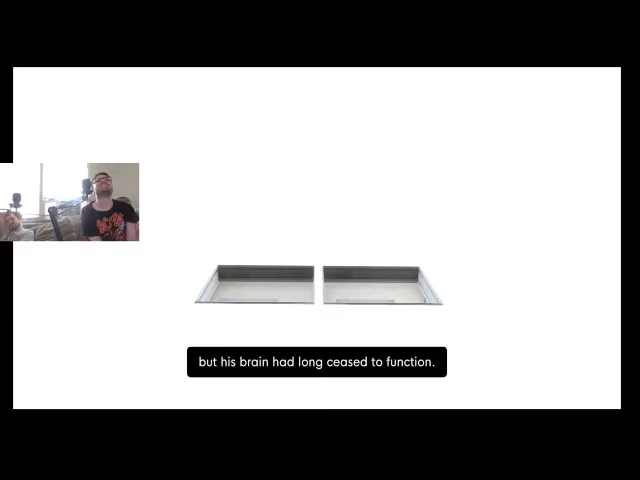 but his brain had long ceased to function.